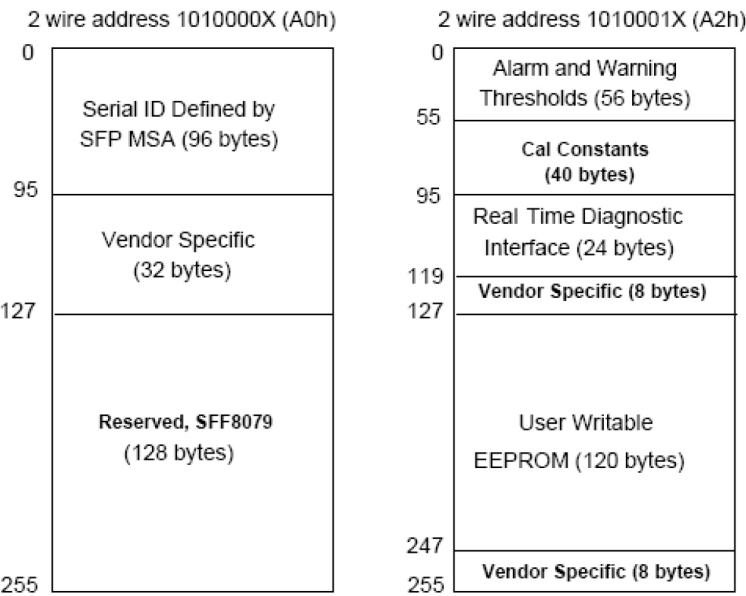 2 wire address 1010000X (A0h)
0
Serial ID Defined by
SFP MSA (96 bytes)
95
Vendor Specific
(32 bytes)
127
Reserved, SFF8079
(128 bytes)
255
2 wire address 1010001X (A2h)
0
Alarm and Warning
Thresholds (56 bytes)
55
Cal Constants
(40 bytes)
95
Real Time Diagnostic
Interface (24 bytes)
119
Vendor Specific (8 bytes)
127
User Writable
EEPROM (120 bytes)
247
Vendor Specific (8 bytes)
255